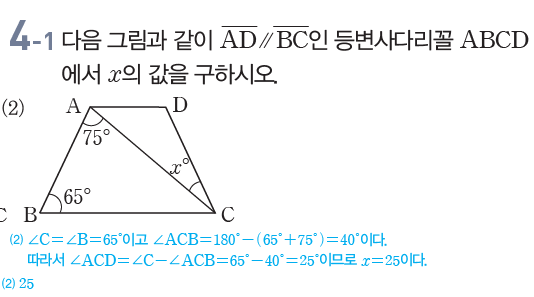 4-1 다음 그림과 같이 AD // BC인 등변사다리꼴 ABCD
에서 x의 값을 구하시오.
(2)
A D
75°
x°
65°
C B C
(2) ∠C=∠B=65°이고 ∠ACB=180°-(65°+75°)=40°이다.
따라서 ∠ACD=∠C-∠ACB=65°-40°=25°이므로 x=25이다.
(2) 25